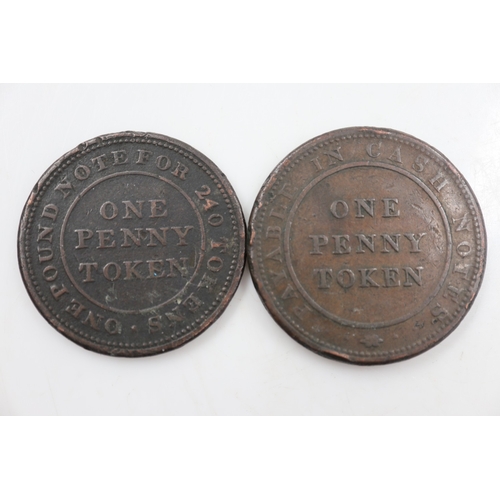 ONE POUND NOTE FOR 240 TOKENS
ONE
PENNY
TOKEN
PAYABLE IN CASH NOTES
ONE
PENNY
TOKEN